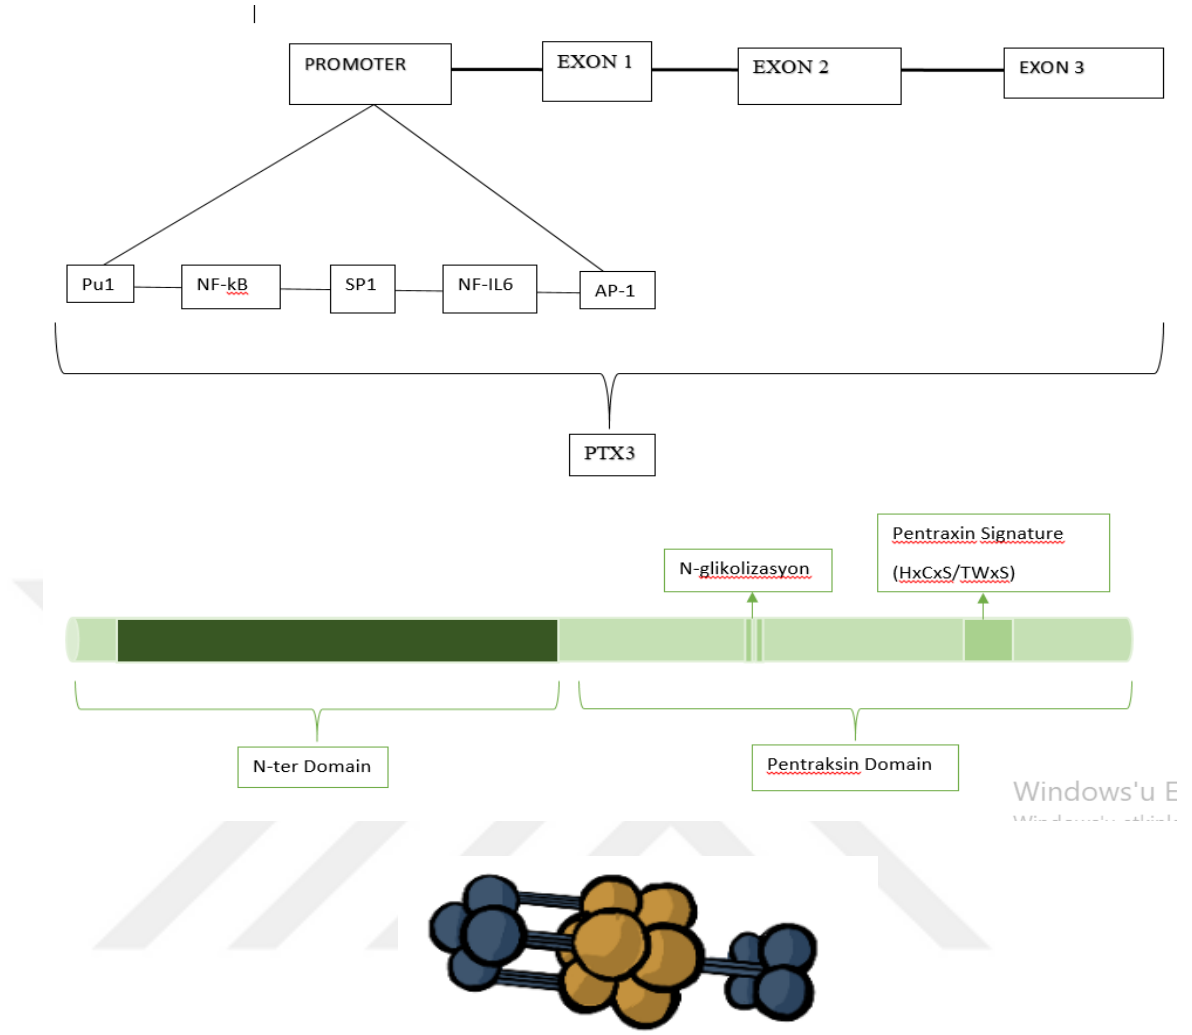 PROMOTER
EXON 1
EXON 2
EXON 3
Pu1
NF-kB
SP1
NF-IL6
AP-1
PTX3
Pentraxin Signature
(HxCxS/TWxS)
N-glikolizasyon
N-ter Domain
Pentraksin Domain
Windows'u E